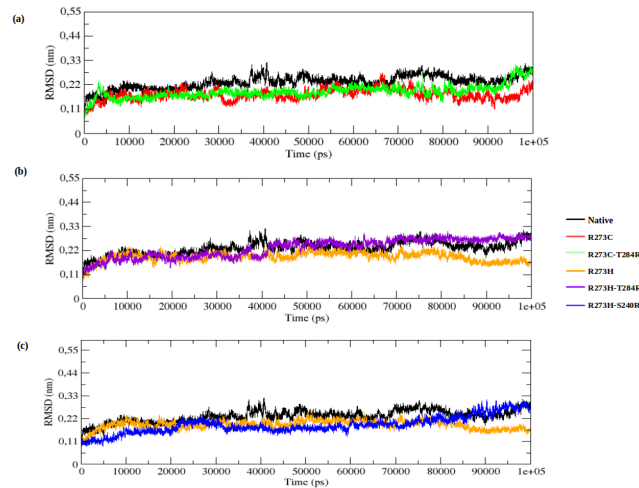 (a)
RMSD (nm)
0,55
0,44
0,33
0,22
0,11
0
0 10000 20000 30000 40000 50000 60000 70000 80000 90000 1e+05
Time (ps)
(b)
RMSD (nm)
0,55
0,44
0,33
0,22
0,11
0
0 10000 20000 30000 40000 50000 60000 70000 80000 90000 1e+05
Time (ps)
Native
R273C
R273C-T284R
R273H
R273H-T284R
R273H-S240R
(c)
RMSD (nm)
0,55
0,44
0,33
0,22
0,11
0
0 10000 20000 30000 40000 50000 60000 70000 80000 90000 1e+05
Time (ps)